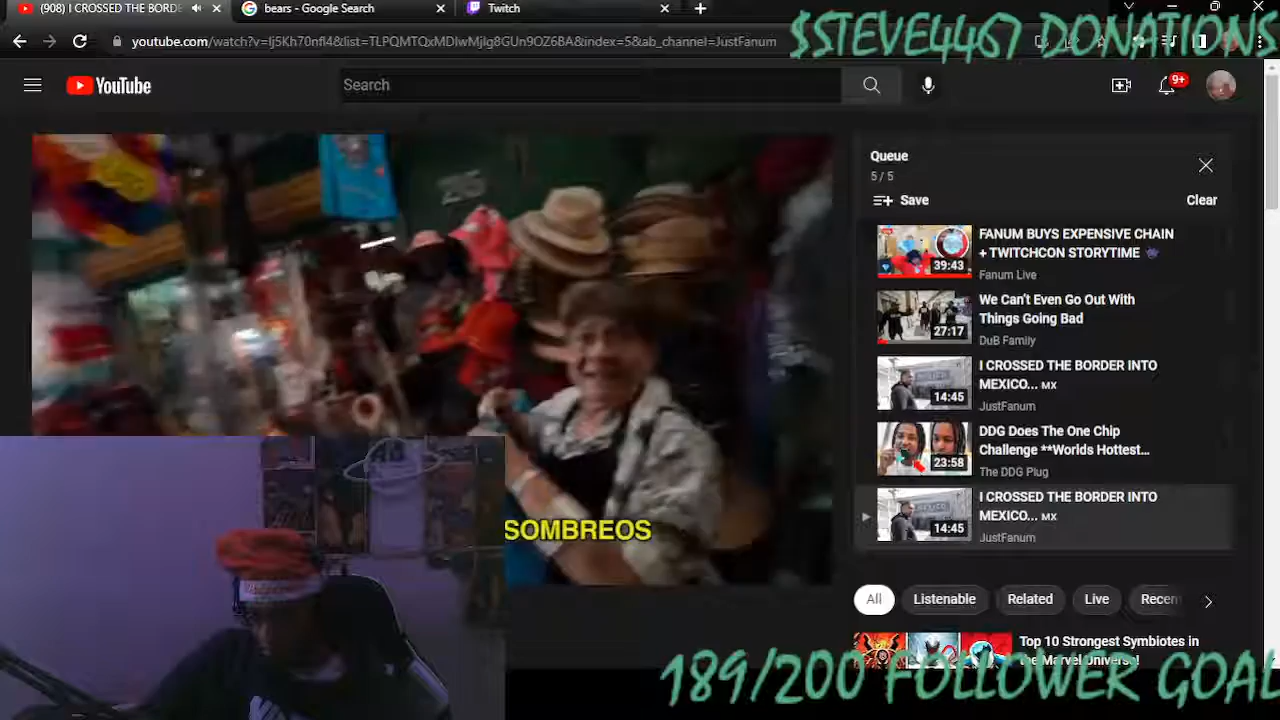 (908) I CROSSED THE BORDE
bears - Google Search
Twitch
$STEVE4467 DONATIONS
youtube.com/watch?v=Ij5Kh70nfI4&list=TLPQMTQxMDIwMjIg8GUn9OZ6BA&index=5&ab_channel=JustFanum
YouTube
Search
9+
Queue
5 / 5
Save
Clear
FANUM BUYS EXPENSIVE CHAIN
+ TWITCHCON STORYTIME
39:43
Fanum Live
We Can't Even Go Out With
Things Going Bad
27:17
DuB Family
I CROSSED THE BORDER INTO
MEXICO... MX
14:45
JustFanum
DDG Does The One Chip
Challenge **Worlds Hottest...
23:58
The DDG Plug
I CROSSED THE BORDER INTO
MEXICO... MX
14:45
JustFanum
SOMBREOS
All
Listenable
Related
Live
Recen
Top 10 Strongest Symbiotes in
the Marvel Universe!
189/200 FOLLOWER GOAL